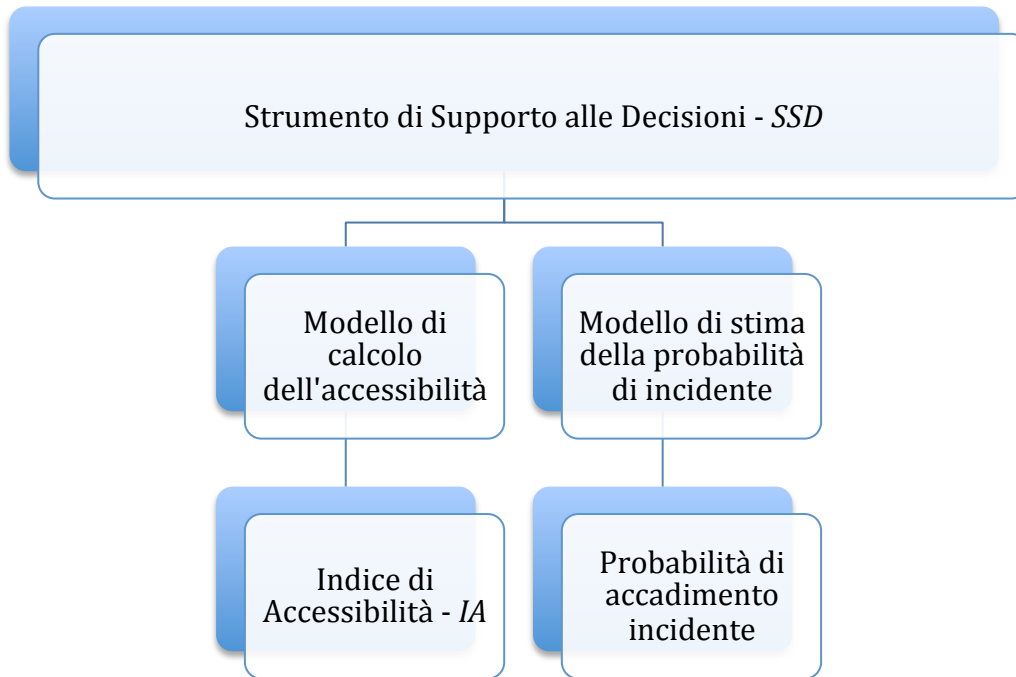 Strumento di Supporto alle Decisioni - SSD
Modello di
calcolo
dell'accessibilità
Modello di stima
della probabilità
di incidente
Indice di
Accessibilità - IA
Probabilità di
accadimento
incidente